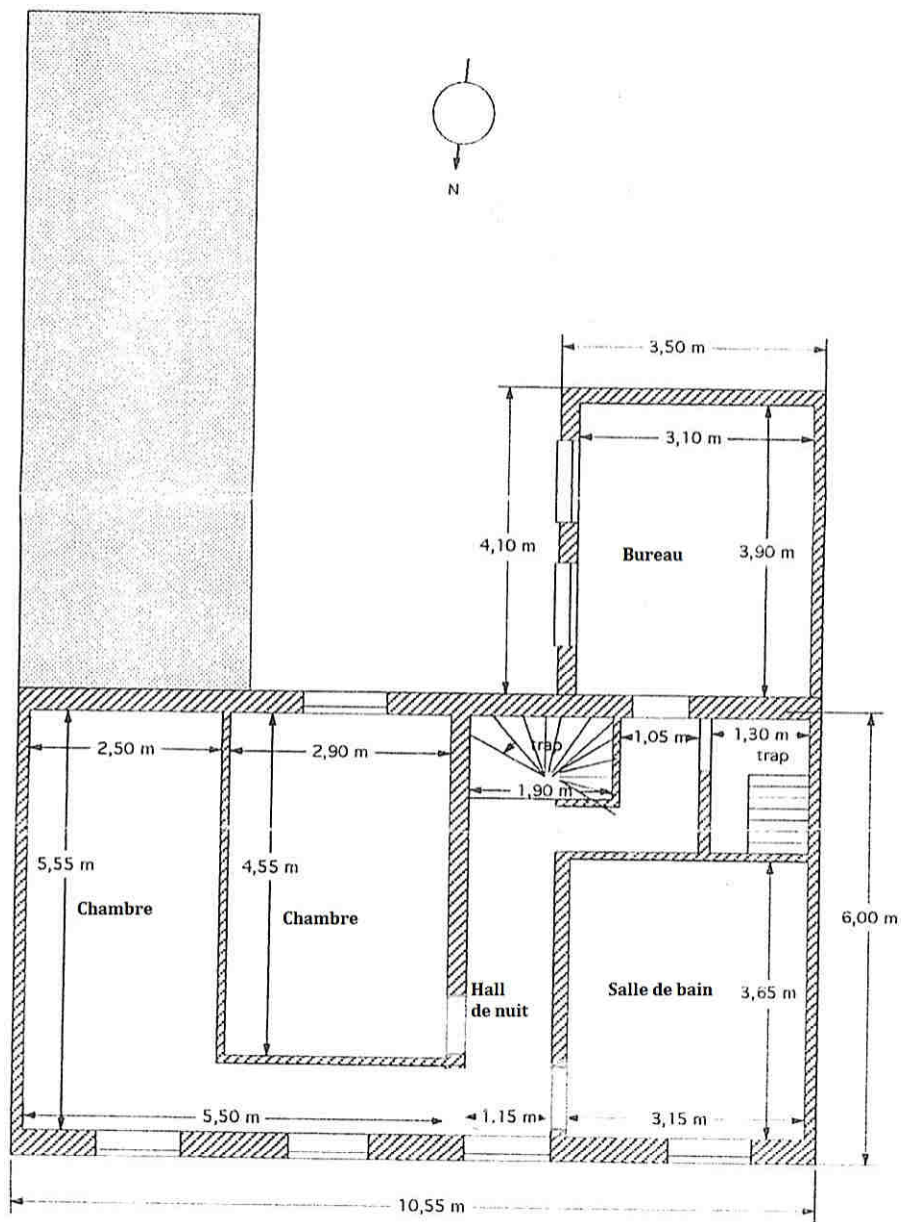 N
3,50 m
3,10 m
4,10 m
Bureau
3,90 m
2,50 m
2,90 m
trap
1,05 m
1,30 m
trap
1,90 m
5,55 m
4,55 m
Chambre
Chambre
6,00 m
Hall
de nuit
Salle de bain
3,65 m
5,50 m
1,15 m
3,15 m
10,55 m